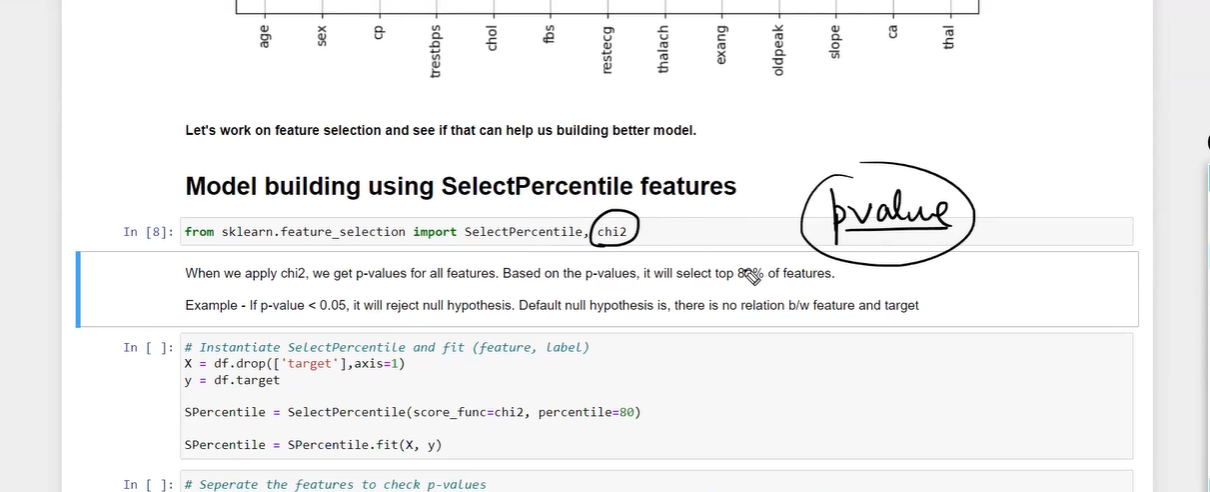 age sex cp trestbps chol fbs restecg thalach exang oldpeak slope ca thal
Let's work on feature selection and see if that can help us building better model.
Model building using SelectPercentile features
pvalue
In [8]: from sklearn.feature_selection import SelectPercentile, chi2
When we apply chi2, we get p-values for all features. Based on the p-values, it will select top 80% of features.
Example - If p-value < 0.05, it will reject null hypothesis. Default null hypothesis is, there is no relation b/w feature and target
In [ ]: # Instantiate SelectPercentile and fit (feature, label)
X = df.drop(['target'],axis=1)
y = df.target
SPercentile = SelectPercentile(score_func=chi2, percentile=80)
SPercentile = SPercentile.fit(X, y)
In [ ]: # Seperate the features to check p-values